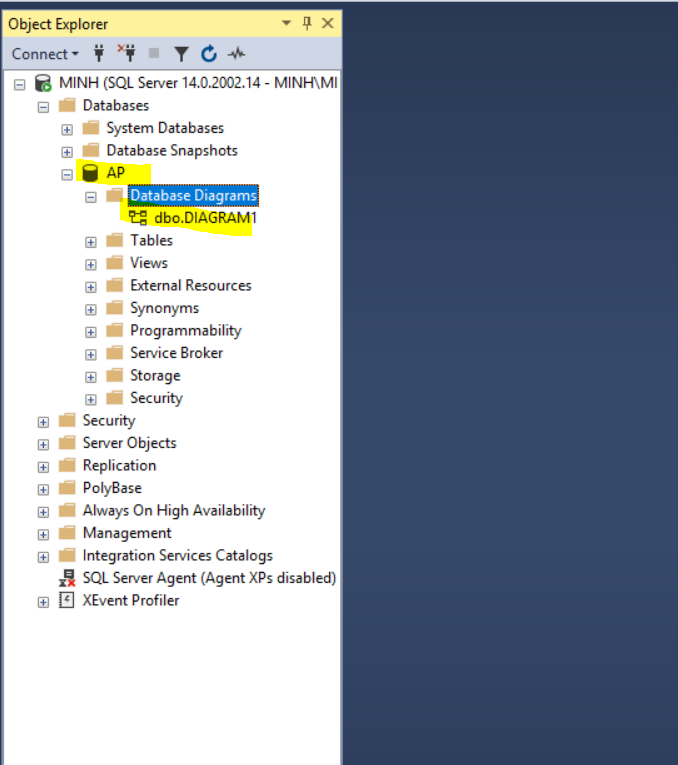 Object Explorer
Connect
MINH (SQL Server 14.0.2002.14 - MINH\MI
Databases
System Databases
Database Snapshots
AP
Database Diagrams
dbo.DIAGRAM1
Tables
Views
External Resources
Synonyms
Programmability
Service Broker
Storage
Security
Security
Server Objects
Replication
PolyBase
Always On High Availability
Management
Integration Services Catalogs
SQL Server Agent (Agent XPs disabled)
XEvent Profiler